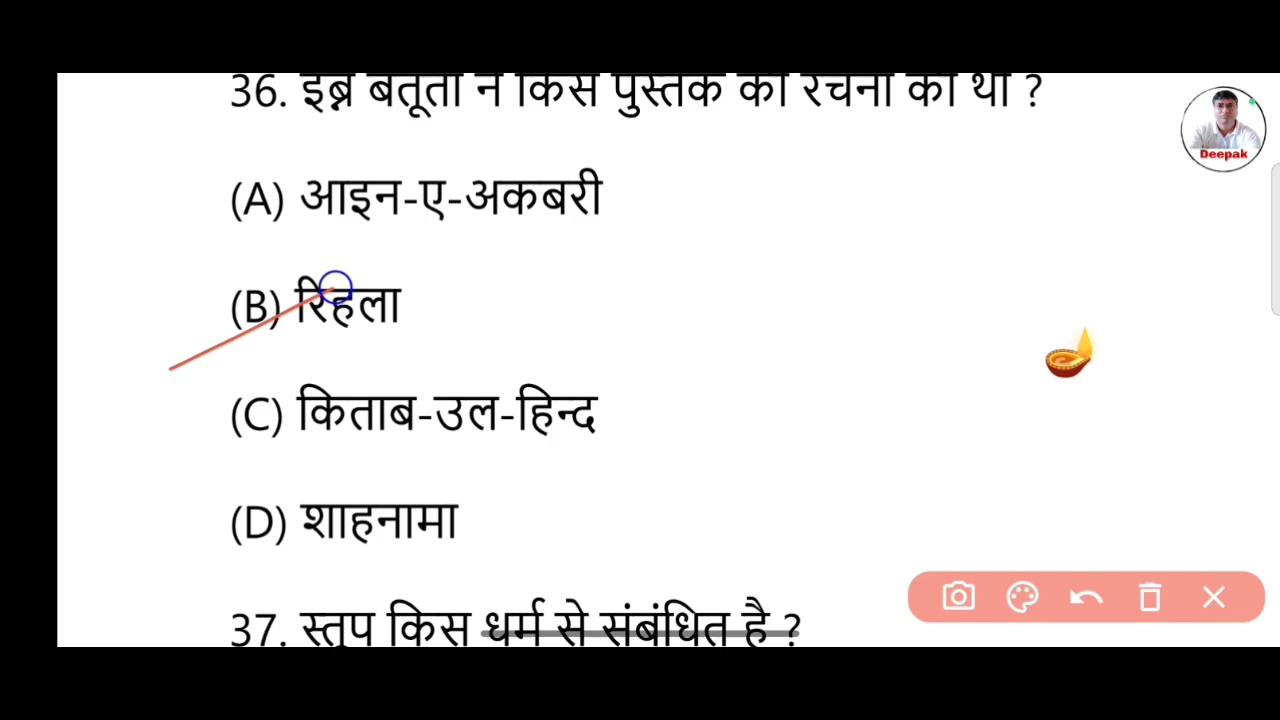 36. इब्न बतूता ने किस पुस्तक की रचना की थी ?
Deepak
(A) आइन-ए-अकबरी
(B) रिहला
(C) किताब-उल-हिन्द
(D) शाहनामा
37. स्तूप किस धर्म से संबंधित है ?